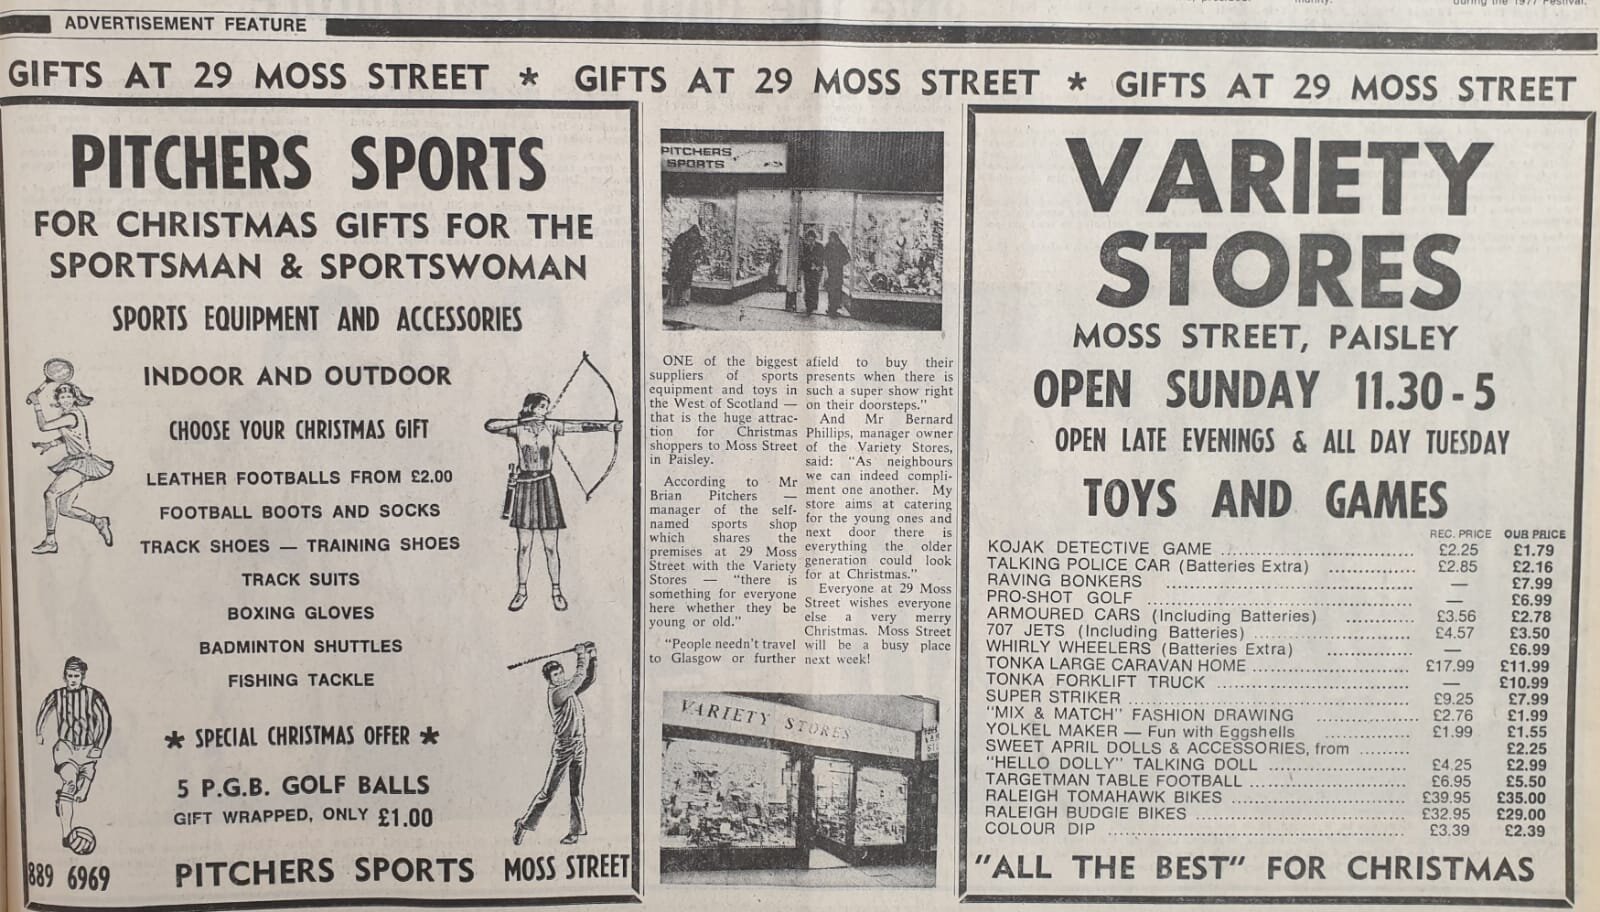 during the 1977 Festival.
ADVERTISEMENT FEATURE
GIFTS AT 29 MOSS STREET * GIFTS AT 29 MOSS STREET * GIFTS AT 29 MOSS STREET
PITCHERS SPORTS
FOR CHRISTMAS GIFTS FOR THE
SPORTSMAN & SPORTSWOMAN
SPORTS EQUIPMENT AND ACCESSORIES
INDOOR AND OUTDOOR
CHOOSE YOUR CHRISTMAS GIFT
LEATHER FOOTBALLS FROM £2.00
FOOTBALL BOOTS AND SOCKS
TRACK SHOES — TRAINING SHOES
TRACK SUITS
BOXING GLOVES
BADMINTON SHUTTLES
FISHING TACKLE
* SPECIAL CHRISTMAS OFFER *
5 P.G.B. GOLF BALLS
GIFT WRAPPED, ONLY £1.00
889 6969 PITCHERS SPORTS MOSS STREET
PITCHERS
SPORTS
ONE of the biggest
suppliers of sports
equipment and toys in
the West of Scotland —
that is the huge attrac-
tion for Christmas
shoppers to Moss Street
in Paisley.
According to Mr
Brian Pitchers —
manager of the self-
named sports shop
which shares the
premises at 29 Moss
Street with the Variety
Stores — "there is
something for everyone
here whether they be
young or old."
"People needn't travel
to Glasgow or further
afield to buy their
presents when there is
such a super show right
on their doorsteps."
And Mr Bernard
Phillips, manager owner
of the Variety Stores,
said: "As neighbours
we can indeed compli-
ment one another. My
store aims at catering
for the young ones and
next door there is
everything the older
generation could look
for at Christmas."
Everyone at 29 Moss
Street wishes everyone
else a very merry
Christmas. Moss Street
will be a busy place
next week!
VARIETY STORES
VARIETY
STORES
MOSS STREET, PAISLEY
OPEN SUNDAY 11.30 - 5
OPEN LATE EVENINGS & ALL DAY TUESDAY
TOYS AND GAMES
REC. PRICE OUR PRICE
KOJAK DETECTIVE GAME £2.25 £1.79
TALKING POLICE CAR (Batteries Extra) £2.85 £2.16
RAVING BONKERS — £7.99
PRO-SHOT GOLF — £6.99
ARMOURED CARS (Including Batteries) £3.56 £2.78
707 JETS (Including Batteries) £4.57 £3.50
WHIRLY WHEELERS (Batteries Extra) — £6.99
TONKA LARGE CARAVAN HOME £17.99 £11.99
TONKA FORKLIFT TRUCK — £10.99
SUPER STRIKER £9.25 £7.99
"MIX & MATCH" FASHION DRAWING £2.76 £1.99
YOLKEL MAKER — Fun with Eggshells £1.99 £1.55
SWEET APRIL DOLLS & ACCESSORIES, from £2.25
"HELLO DOLLY" TALKING DOLL £4.25 £2.99
TARGETMAN TABLE FOOTBALL £6.95 £5.50
RALEIGH TOMAHAWK BIKES £39.95 £35.00
RALEIGH BUDGIE BIKES £32.95 £29.00
COLOUR DIP £3.39 £2.39
"ALL THE BEST" FOR CHRISTMAS